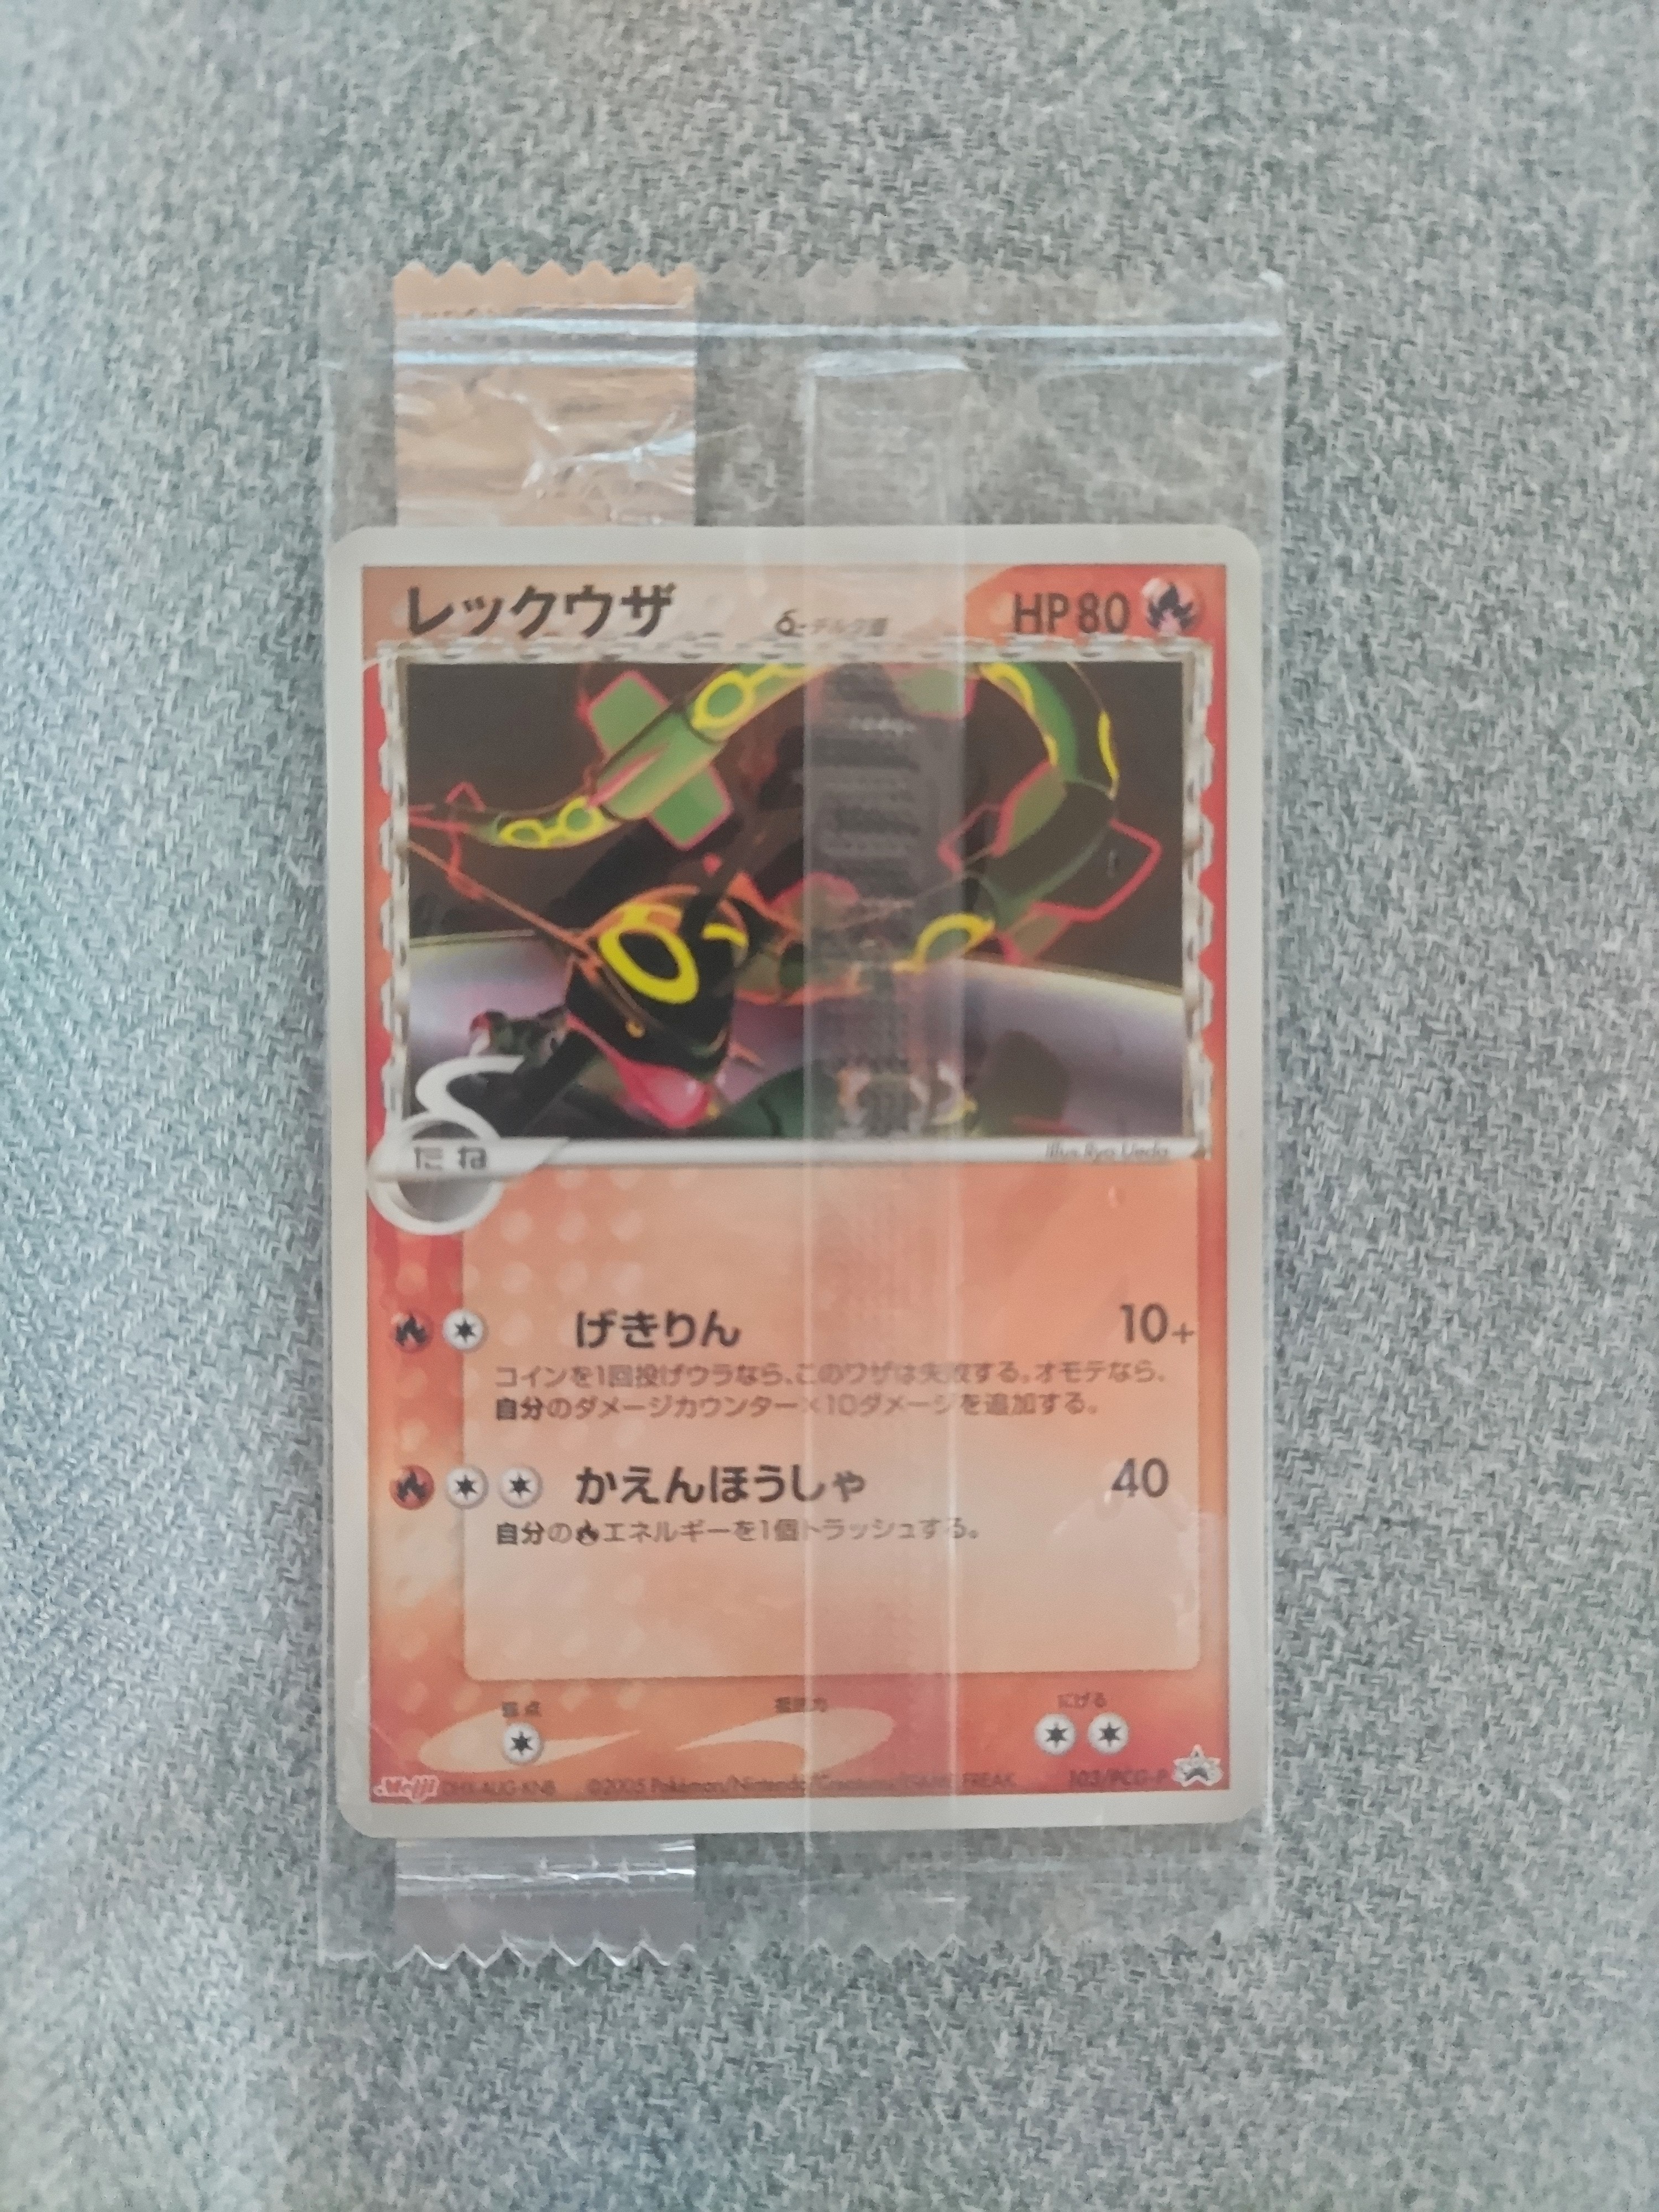 レックウザ δ-デルタ種 HP80
たね
Illus. Ryo Ueda
げきりん 10+
コインを1回投げウラなら、このワザは失敗する。オモテなら、
自分のダメージカウンター×10ダメージを追加する。
かえんほうしゃ 40
自分の エネルギーを1個トラッシュする。
弱点 抵抗力 にげる
Meiji DHX-AUG-KNB ©2005 Pokémon/Nintendo/Creatures/GAME FREAK 103/PCG-P